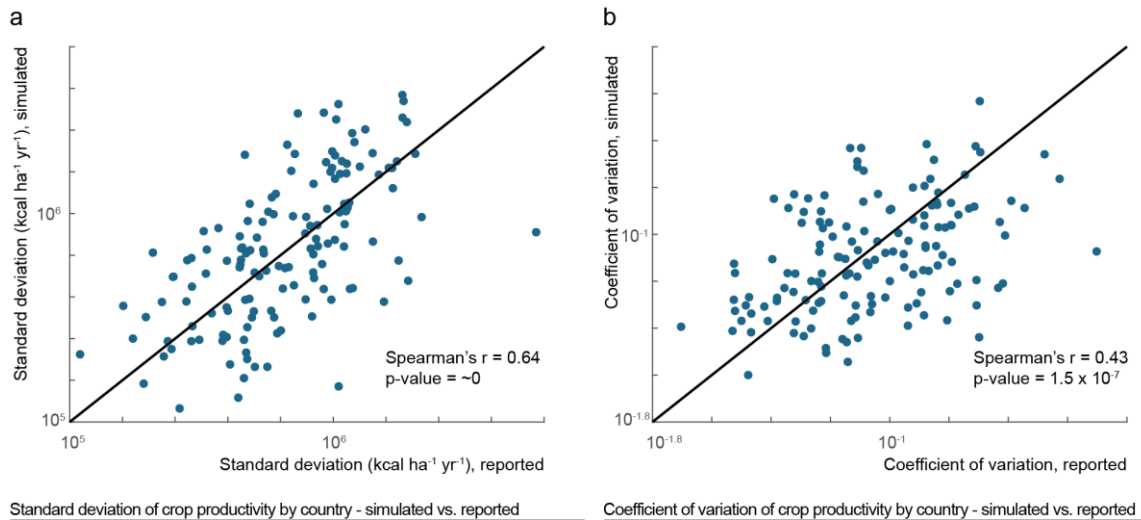 a
b
Standard deviation (kcal ha⁻¹ yr⁻¹), simulated
10⁶
10⁵
10⁵
10⁶
Spearman's r = 0.64
p-value = ~0
Standard deviation (kcal ha⁻¹ yr⁻¹), reported
Standard deviation of crop productivity by country - simulated vs. reported
Coefficient of variation, simulated
10⁻¹
10⁻¹·⁸
10⁻¹·⁸
10⁻¹
Spearman's r = 0.43
p-value = 1.5 x 10⁻⁷
Coefficient of variation, reported
Coefficient of variation of crop productivity by country - simulated vs. reported